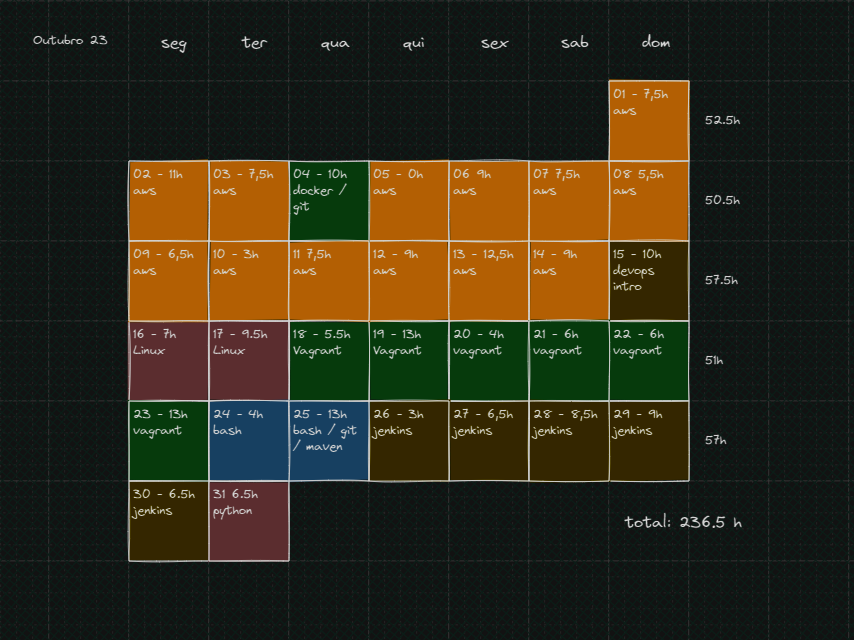 Outubro 23
seg
ter
qua
qui
sex
sab
dom
01 - 7,5h
aws
52.5h
02 - 11h
aws
03 - 7,5h
aws
04 - 10h
docker /
git
05 - 0h
aws
06 9h
aws
07 7,5h
aws
08 5,5h
aws
50.5h
09 - 6,5h
aws
10 - 3h
aws
11 7,5h
aws
12 - 9h
aws
13 - 12,5h
aws
14 - 9h
aws
15 - 10h
devops
intro
57.5h
16 - 7h
Linux
17 - 9.5h
Linux
18 - 5.5h
Vagrant
19 - 13h
Vagrant
20 - 4h
vagrant
21 - 6h
vagrant
22 - 6h
vagrant
51h
23 - 13h
vagrant
24 - 4h
bash
25 - 13h
bash / git
/ maven
26 - 3h
jenkins
27 - 6,5h
jenkins
28 - 8,5h
jenkins
29 - 9h
jenkins
57h
30 - 6.5h
jenkins
31 6.5h
python
total: 236.5 h